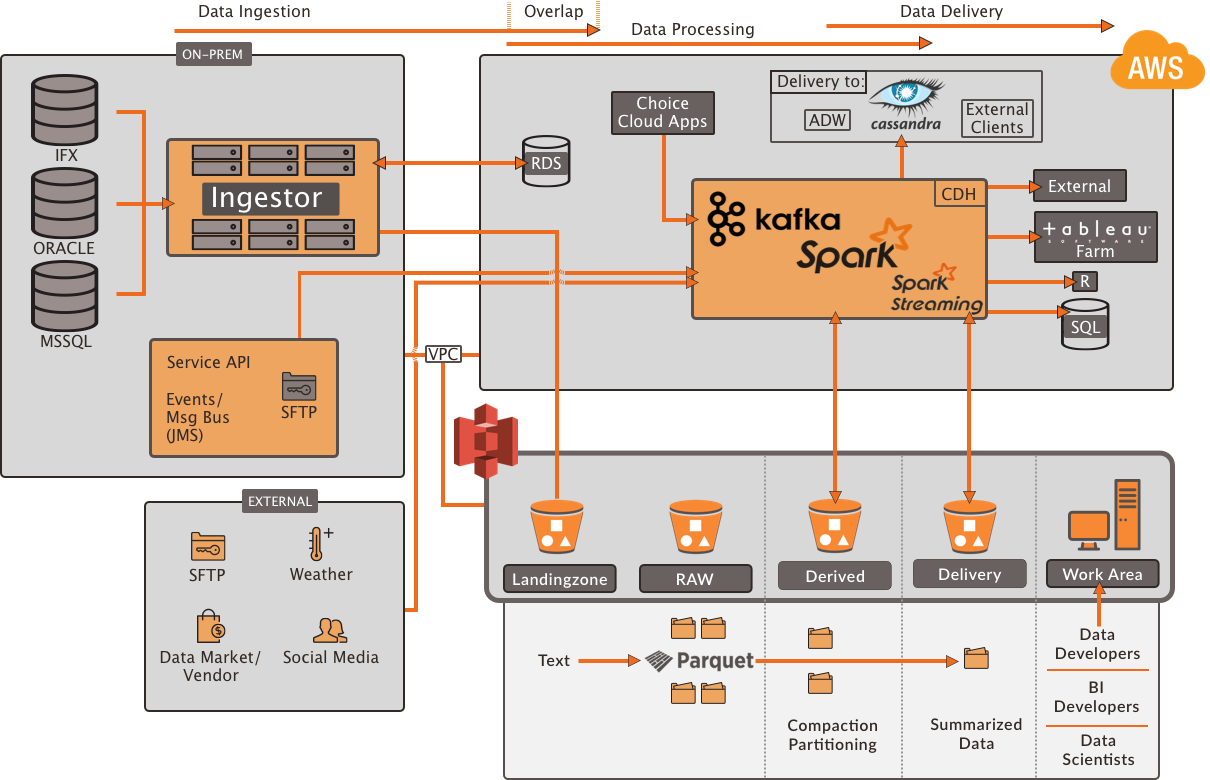 Data Ingestion
Overlap
Data Delivery
Data Processing
ON-PREM
AWS
IFX
ORACLE
MSSQL
Ingestor
Service API
Events/
Msg Bus
(JMS)
SFTP
RDS
VPC
Choice
Cloud Apps
Delivery to:
ADW
cassandra
External
Clients
CDH
kafka
Spark
Spark
Streaming
External
+ableau
SOFTWARE
Farm
R
SQL
EXTERNAL
SFTP
Weather
Data Market/
Vendor
Social Media
Landingzone
RAW
Derived
Delivery
Work Area
Text
Parquet
Compaction
Partitioning
Summarized
Data
Data
Developers
BI
Developers
Data
Scientists